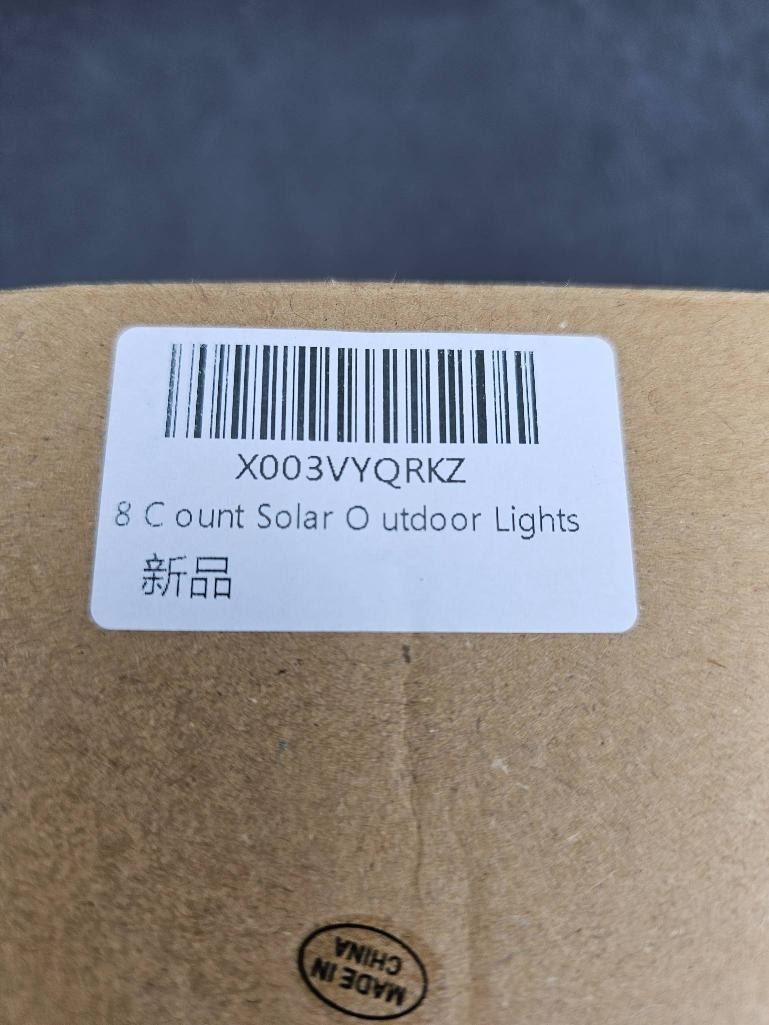 X003VYQRKZ
8 C ount Solar O utdoor Lights
新品
MADE IN
CHINA